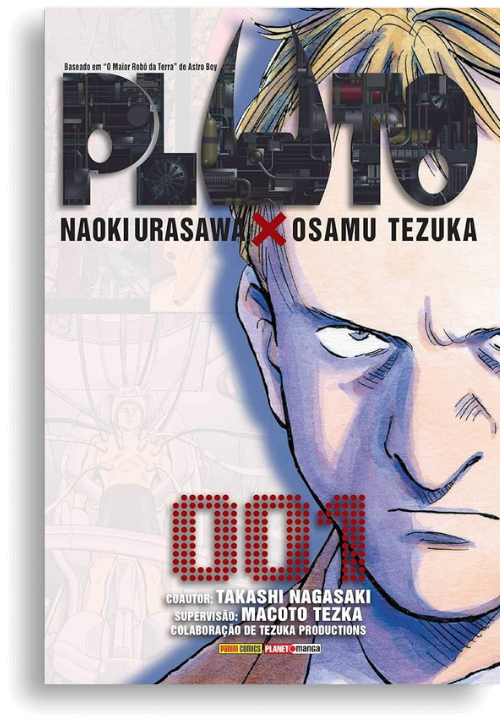 Baseado em "O Maior Robô da Terra" de Astro Boy
PLUTO
NAOKI URASAWA × OSAMU TEZUKA
001
COAUTOR: TAKASHI NAGASAKI
SUPERVISÃO: MACOTO TEZKA
COLABORAÇÃO DE TEZUKA PRODUCTIONS
PANINI COMICS PLANET manga